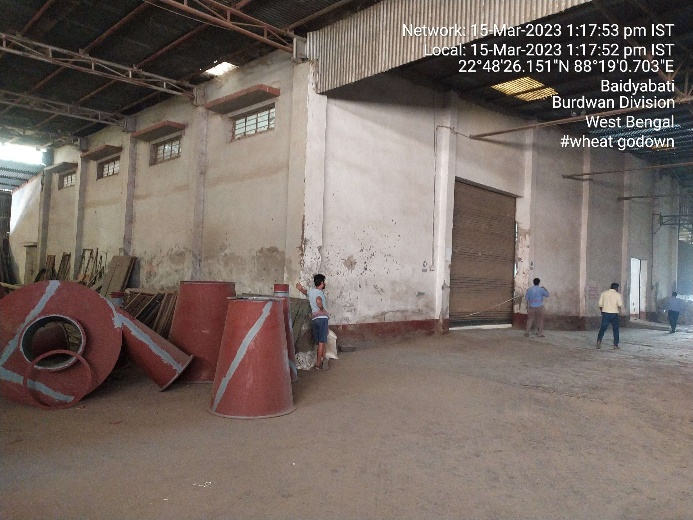 Network: 15-Mar-2023 1:17:53 pm IST
Local: 15-Mar-2023 1:17:52 pm IST
22°48'26.151"N 88°19'0.703"E
Baidyabati
Burdwan Division
West Bengal
#wheat godown